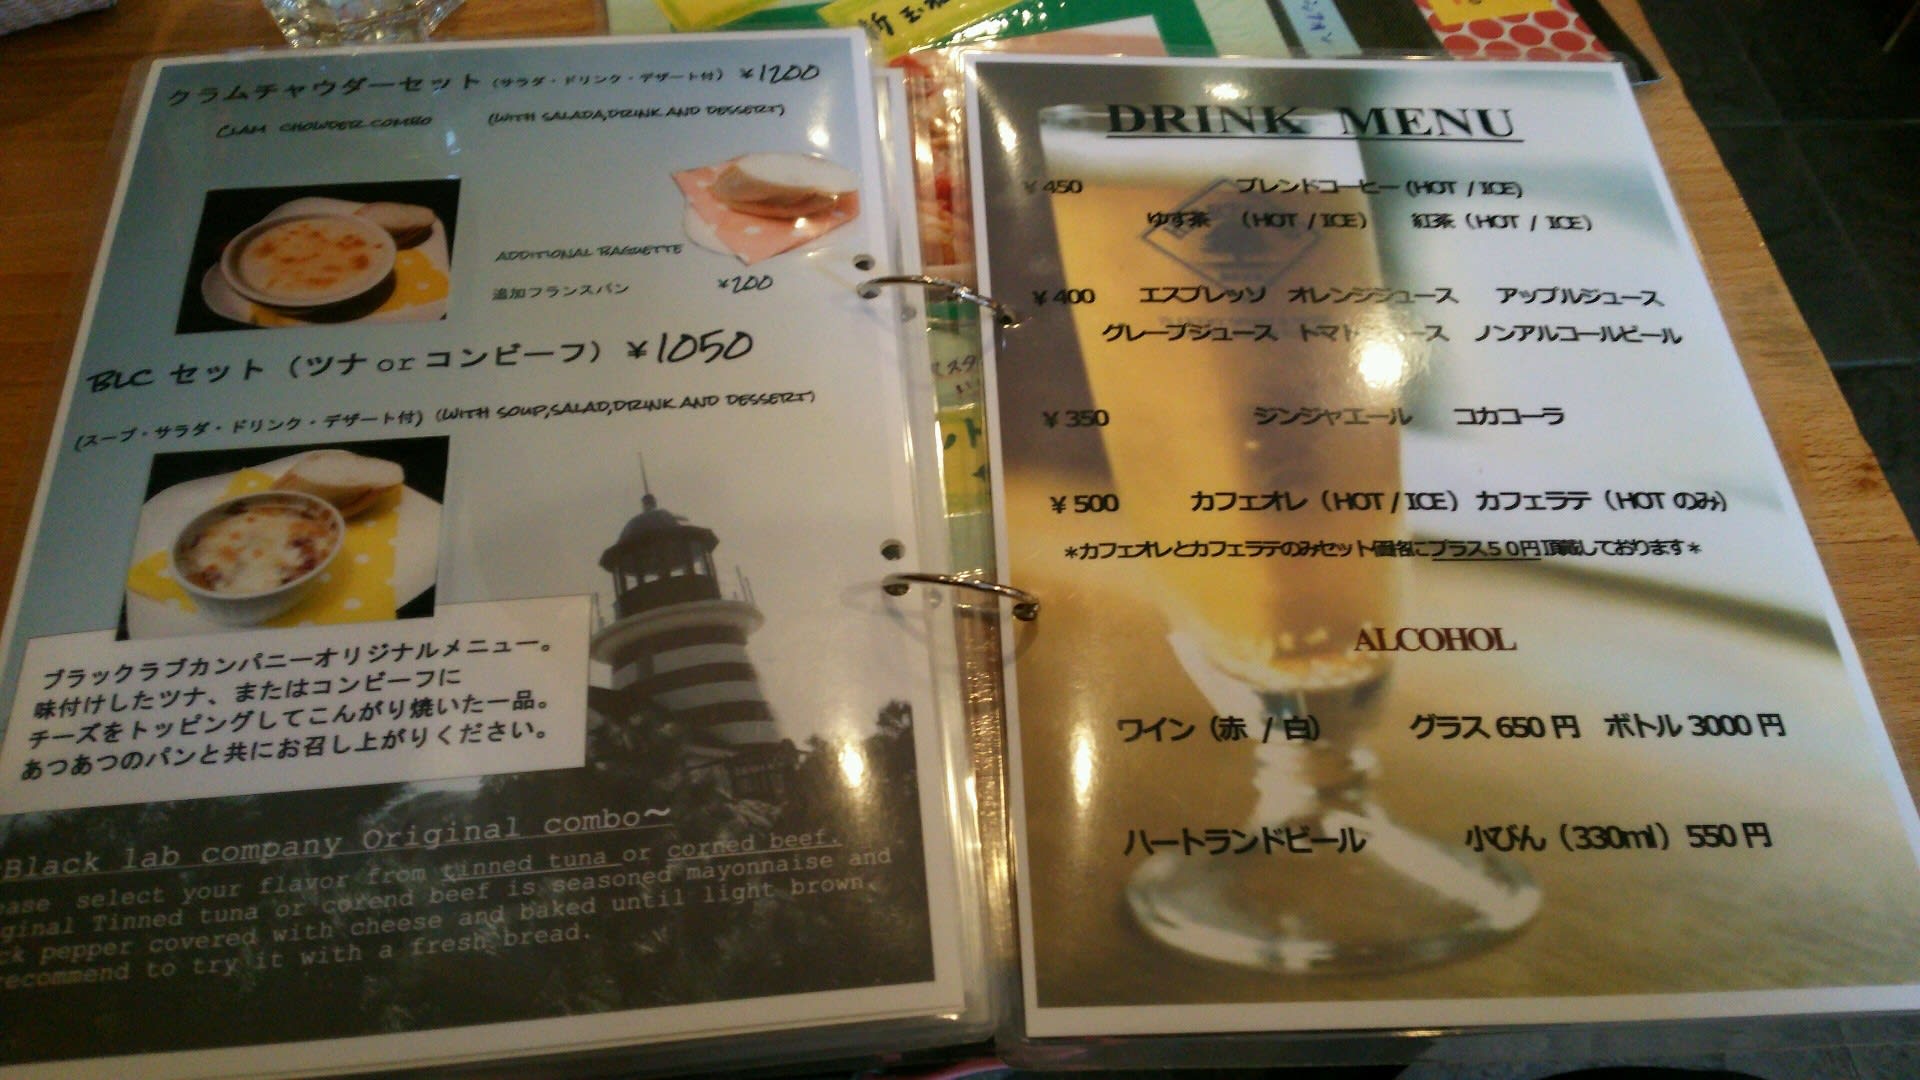 クラムチャウダーセット (サラダ・ドリンク・デザート付) ¥1200
CLAM CHOWDER COMBO (WITH SALADA,DRINK AND DESSERT)
ADDITIONAL BAGUETTE
追加フランスパン ¥200
BLC セット (ツナ or コンビーフ) ¥1050
(スープ・サラダ・ドリンク・デザート付) (WITH SOUP,SALAD,DRINK AND DESSERT)
ブラックラブカンパニーオリジナルメニュー。
味付けしたツナ、またはコンビーフに
チーズをトッピングしてこんがり焼いた一品。
あつあつのパンと共にお召し上がりください。
Black lab company Original combo～
ease select your flavor from tinned tuna or corned beef.
ginal Tinned tuna or corend beef is seasoned mayonnaise and
ck pepper covered with cheese and baked until light brown.
recommend to try it with a fresh bread.
DRINK MENU
¥450 ブレンドコーヒー (HOT / ICE)
ゆず茶 (HOT / ICE) 紅茶 (HOT / ICE)
¥400 エスプレッソ オレンジジュース アップルジュース
グレープジュース トマトジュース ノンアルコールビール
¥350 ジンジャエール コカコーラ
¥500 カフェオレ (HOT / ICE) カフェラテ (HOT のみ)
*カフェオレとカフェラテのみセット価格にプラス50円頂戴しております*
ALCOHOL
ワイン (赤 / 白) グラス 650 円 ボトル 3000 円
ハートランドビール 小びん (330ml) 550 円